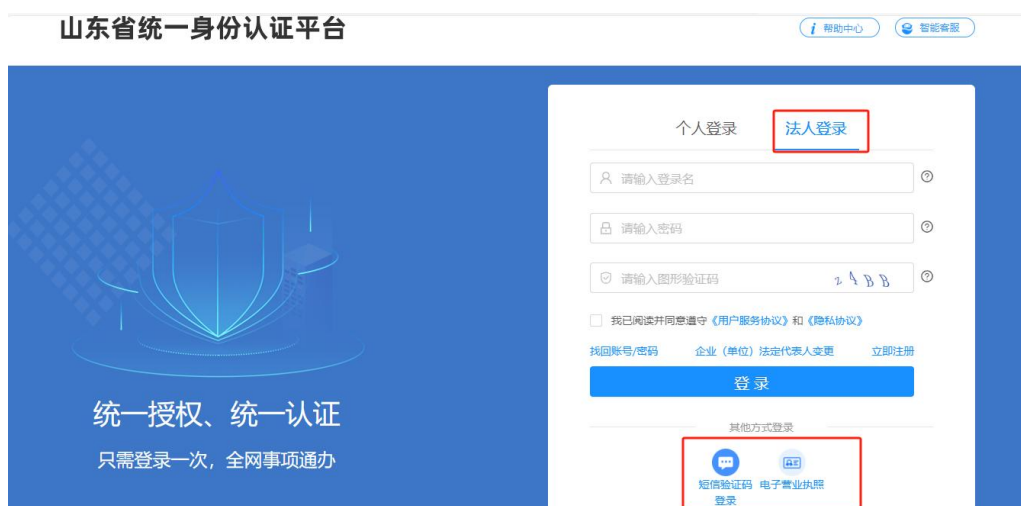 山东省统一身份认证平台
帮助中心
智能客服
个人登录
法人登录
请输入登录名
请输入密码
请输入图形验证码
z4BB
我已阅读并同意遵守《用户服务协议》和《隐私协议》
找回账号/密码
企业（单位）法定代表人变更
立即注册
登录
统一授权、统一认证
只需登录一次，全网事项通办
其他方式登录
短信验证码
登录
电子营业执照